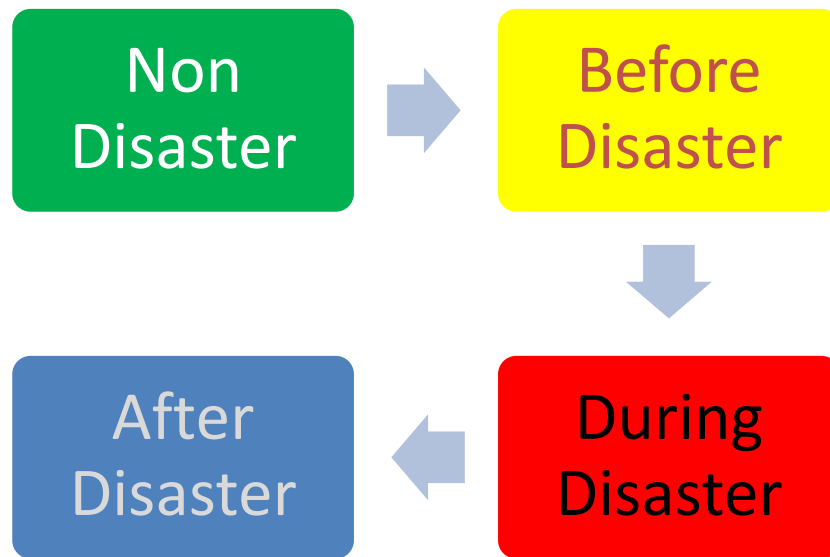 Non
Disaster
Before
Disaster
During
Disaster
After
Disaster